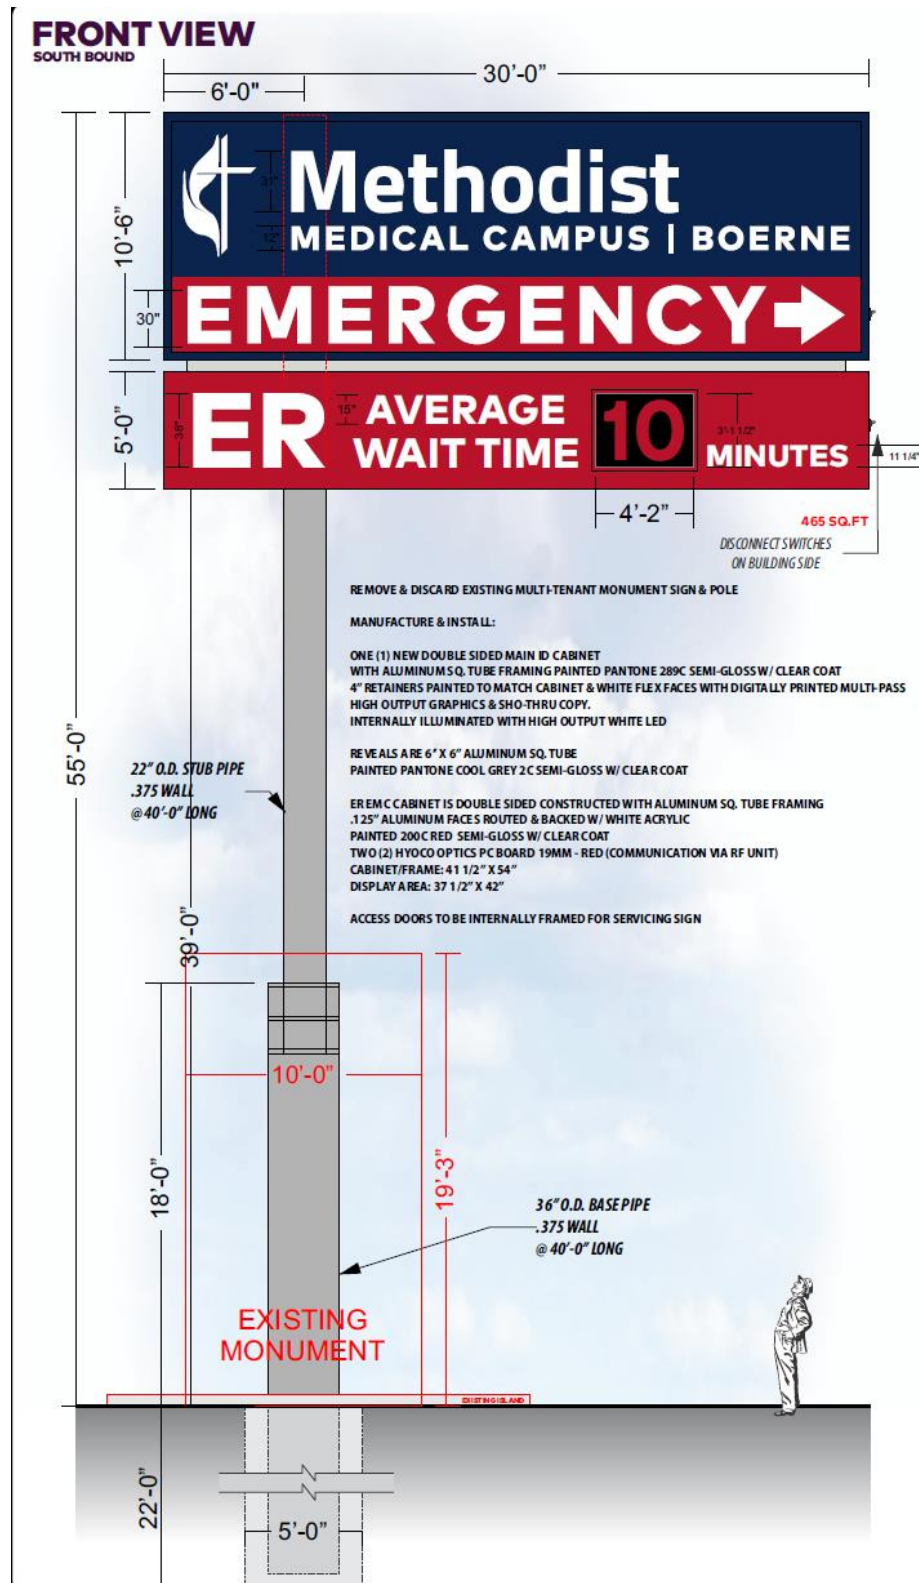 FRONT VIEW
SOUTH BOUND
30'-0"
6'-0"
10'-6"
31"
Methodist
12"
MEDICAL CAMPUS | BOERNE
30"
EMERGENCY
5'-0"
38"
ER
15"
AVERAGE
WAIT TIME
10
3'-1 1/2"
MINUTES
11 1/4"
4'-2"
465 SQ.FT
DISCONNECT SWITCHES
ON BUILDING SIDE
REMOVE & DISCARD EXISTING MULTI-TENANT MONUMENT SIGN & POLE
MANUFACTURE & INSTALL:
ONE (1) NEW DOUBLE SIDED MAIN ID CABINET
WITH ALUMINUM SQ. TUBE FRAMING PAINTED PANTONE 289C SEMI-GLOSS W/ CLEAR COAT
4" RETAINERS PAINTED TO MATCH CABINET & WHITE FLEX FACES WITH DIGITALLY PRINTED MULTI-PASS
HIGH OUTPUT GRAPHICS & SHO-THRU COPY.
INTERNALLY ILLUMINATED WITH HIGH OUTPUT WHITE LED
REVEALS ARE 6" X 6" ALUMINUM SQ. TUBE
PAINTED PANTONE COOL GREY 2C SEMI-GLOSS W/ CLEAR COAT
ER EMC CABINET IS DOUBLE SIDED CONSTRUCTED WITH ALUMINUM SQ. TUBE FRAMING
.125" ALUMINUM FACES ROUTED & BACKED W/ WHITE ACRYLIC
PAINTED 200C RED SEMI-GLOSS W/ CLEAR COAT
TWO (2) HYOCO OPTICS PC BOARD 19MM - RED (COMMUNICATION VIA RF UNIT)
CABINET/FRAME: 41 1/2" X 54"
DISPLAY AREA: 37 1/2" X 42"
ACCESS DOORS TO BE INTERNALLY FRAMED FOR SERVICING SIGN
55'-0"
22" O.D. STUB PIPE
.375 WALL
@ 40'-0" LONG
39'-0"
10'-0"
18'-0"
19'-3"
36" O.D. BASE PIPE
.375 WALL
@ 40'-0" LONG
EXISTING
MONUMENT
EXISTING ISLAND
22'-0"
5'-0"